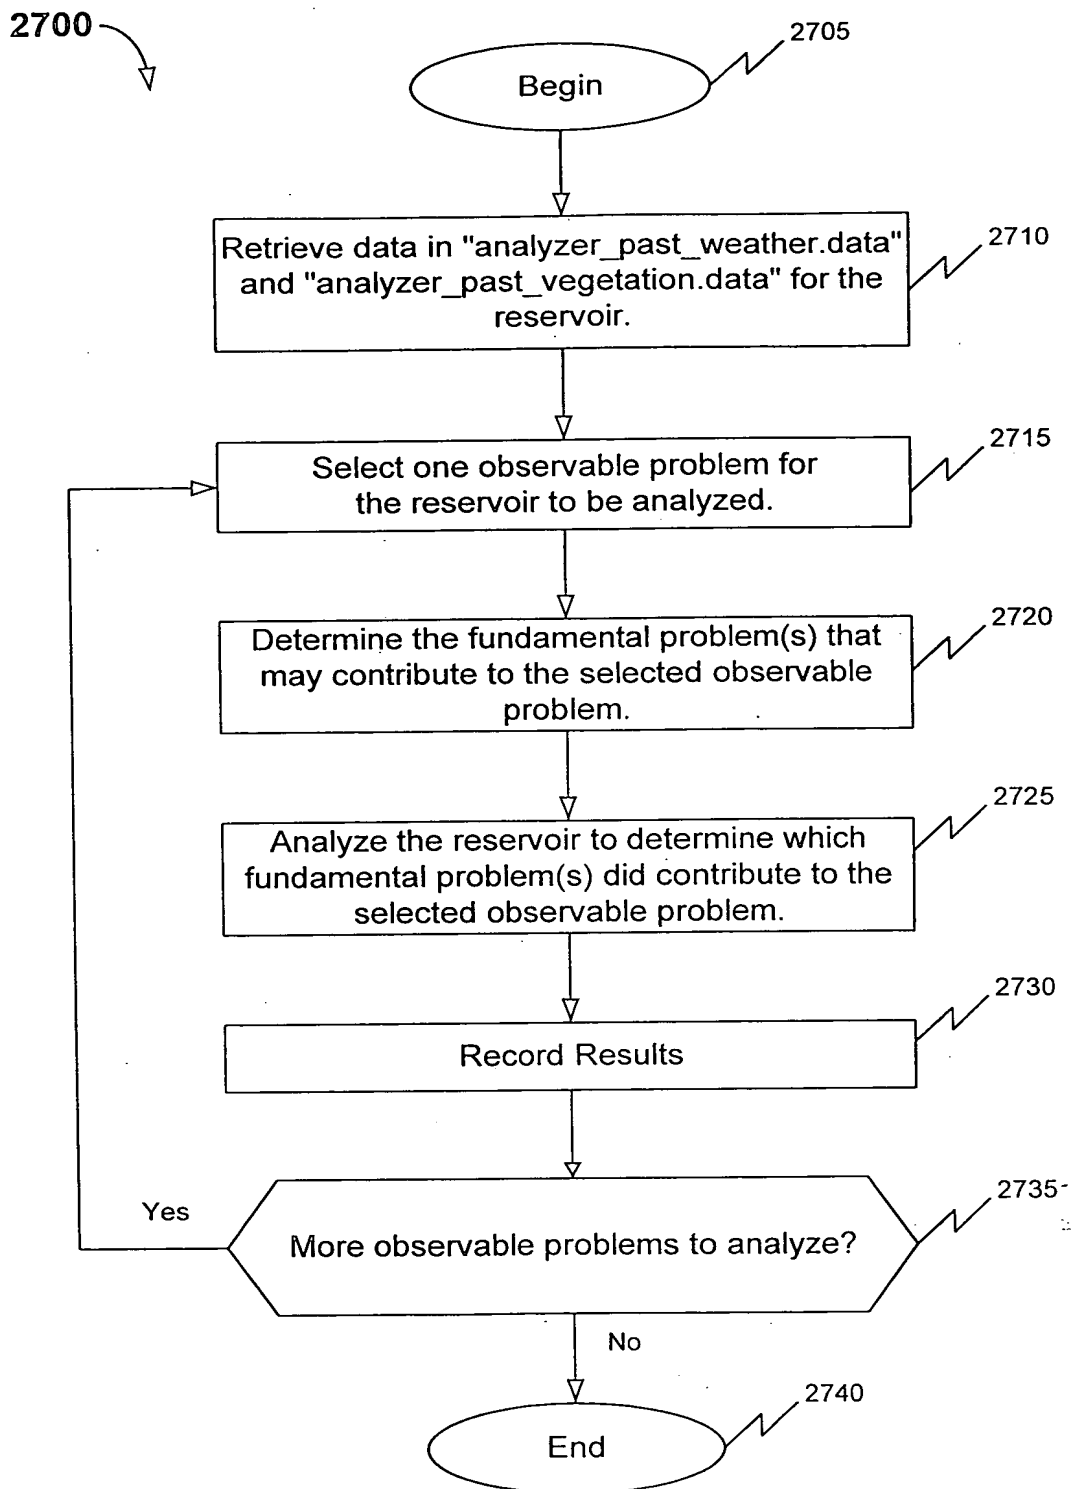 2700
2705
Begin
2710
Retrieve data in "analyzer_past_weather.data"
and "analyzer_past_vegetation.data" for the
reservoir.
2715
Select one observable problem for
the reservoir to be analyzed.
2720
Determine the fundamental problem(s) that
may contribute to the selected observable
problem.
2725
Analyze the reservoir to determine which
fundamental problem(s) did contribute to the
selected observable problem.
2730
Record Results
2735
Yes
More observable problems to analyze?
No
2740
End